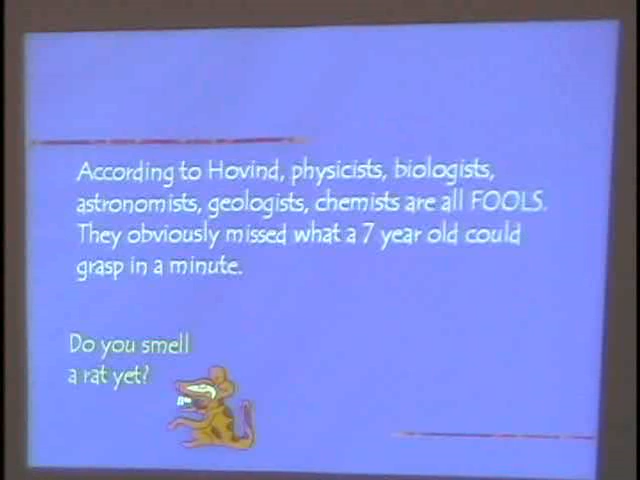 According to Hovind, physicists, biologists,
astronomists, geologists, chemists are all FOOLS.
They obviously missed what a 7 year old could
grasp in a minute.
Do you smell
a rat yet?